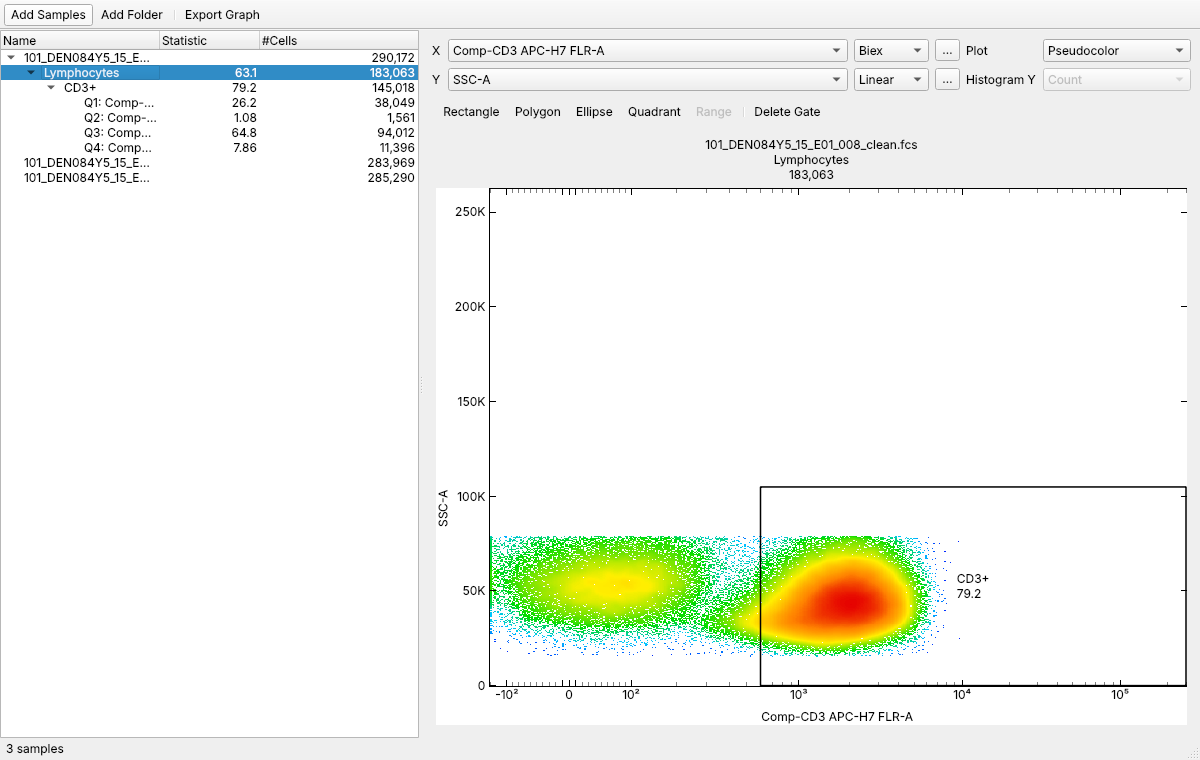 Add Samples Add Folder Export Graph
Name Statistic #Cells
101_DEN084Y5_15_E... 290,172
Lymphocytes 63.1 183,063
CD3+ 79.2 145,018
Q1: Comp-... 26.2 38,049
Q2: Comp-... 1.08 1,561
Q3: Comp... 64.8 94,012
Q4: Comp... 7.86 11,396
101_DEN084Y5_15_E... 283,969
101_DEN084Y5_15_E... 285,290
X Comp-CD3 APC-H7 FLR-A Biex ... Plot Pseudocolor
Y SSC-A Linear ... Histogram Y Count
Rectangle Polygon Ellipse Quadrant Range Delete Gate
101_DEN084Y5_15_E01_008_clean.fcs
Lymphocytes
183,063
250K
200K
150K
100K
50K
0
SSC-A
CD3+
79.2
-10² 0 10² 10³ 10⁴ 10⁵
Comp-CD3 APC-H7 FLR-A
3 samples